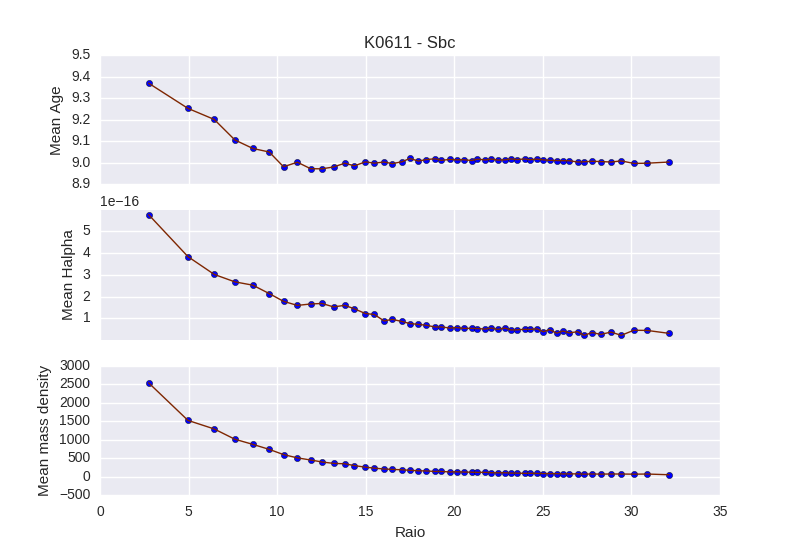 K0611 - Sbc
9.5
9.4
9.3
9.2
9.1
9.0
8.9
Mean Age
1e−16
5
4
3
2
1
Mean Halpha
3000
2500
2000
1500
1000
500
0
−500
Mean mass density
0 5 10 15 20 25 30 35
Raio